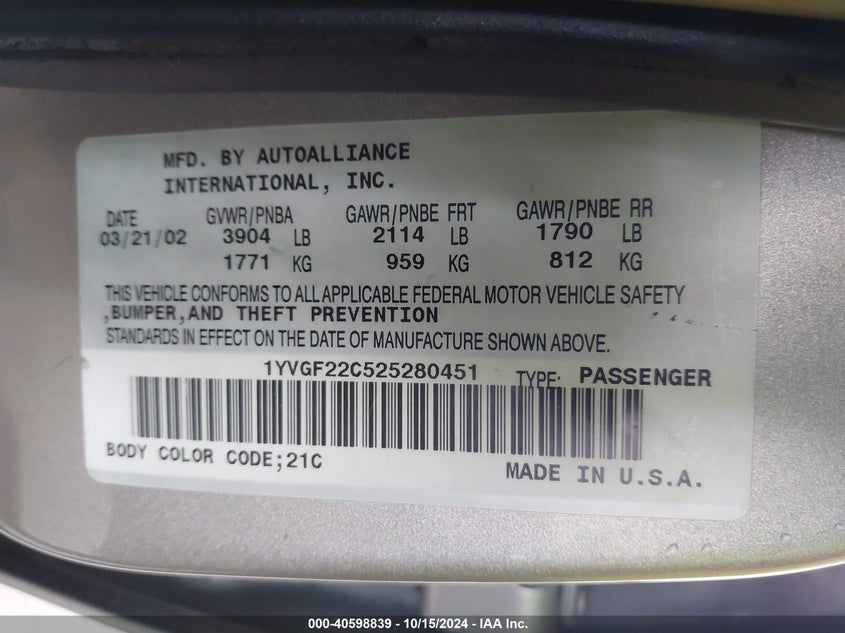 MFD. BY AUTOALLIANCE
INTERNATIONAL, INC.
DATE GVWR/PNBA GAWR/PNBE FRT GAWR/PNBE RR
03/21/02 3904 LB 2114 LB 1790 LB
1771 KG 959 KG 812 KG
THIS VEHICLE CONFORMS TO ALL APPLICABLE FEDERAL MOTOR VEHICLE SAFETY
,BUMPER,AND THEFT PREVENTION
STANDARDS IN EFFECT ON THE DATE OF MANUFACTURE SHOWN ABOVE.
1YVGF22C525280451 TYPE: PASSENGER
BODY COLOR CODE;21C
MADE IN U.S.A.
000-40598839 - 10/15/2024 - IAA Inc.